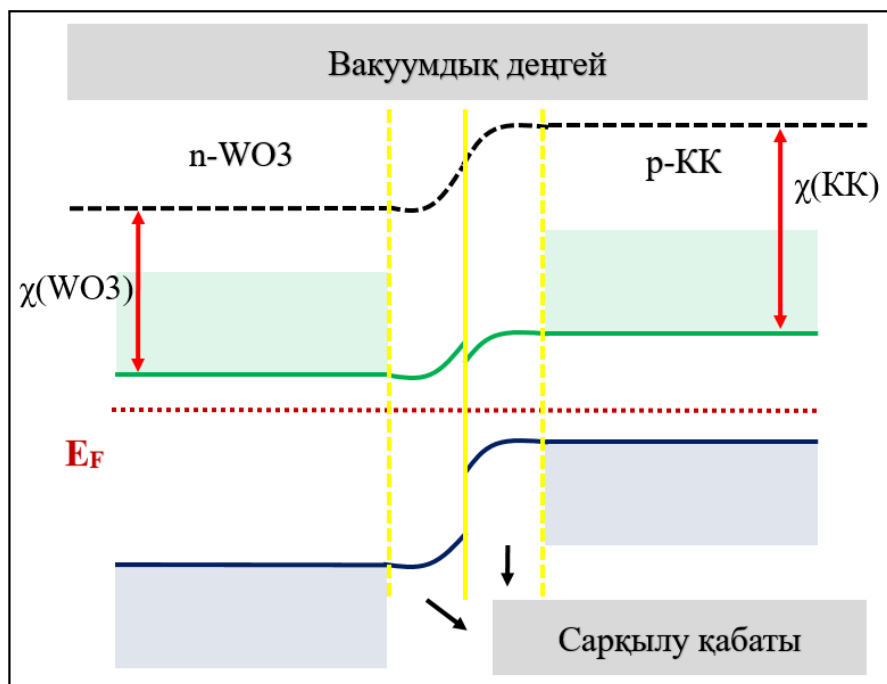 Вакуумдық деңгей
n-WO3
p-КК
χ(КК)
χ(WO3)
EF
Сарқылу қабаты